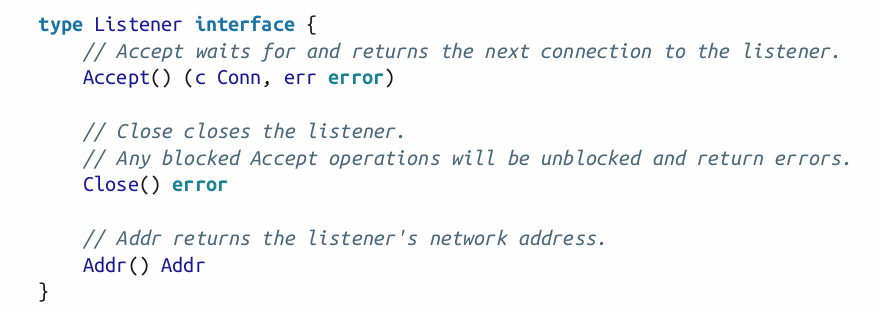 type Listener interface {
// Accept waits for and returns the next connection to the listener.
Accept() (c Conn, err error)
// Close closes the listener.
// Any blocked Accept operations will be unblocked and return errors.
Close() error
// Addr returns the listener's network address.
Addr() Addr
}